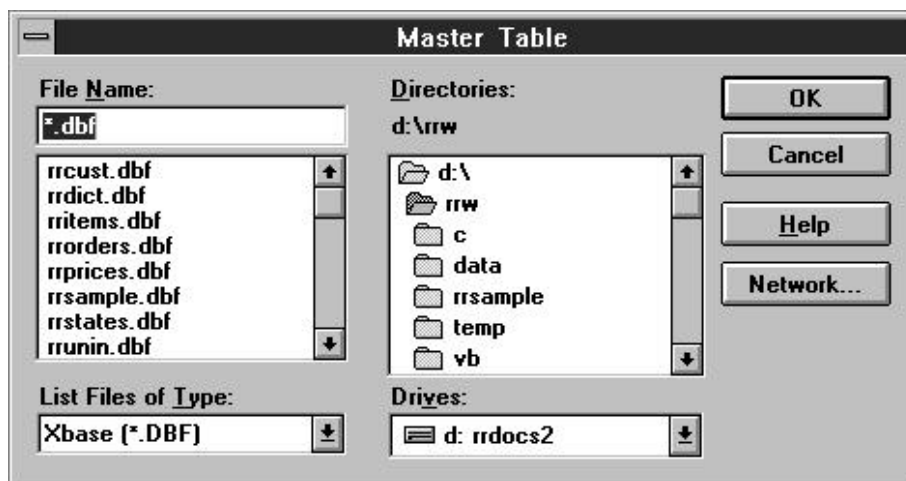 Master Table
File Name:
*.dbf
rrcust.dbf
rrdict.dbf
rritems.dbf
rrorders.dbf
rrprices.dbf
rrsample.dbf
rrstates.dbf
rrunin.dbf
List Files of Type:
Xbase (*.DBF)
Directories:
d:\rrw
d:\
rrw
c
data
rrsample
temp
vb
Drives:
d: rrdocs2
OK
Cancel
Help
Network...